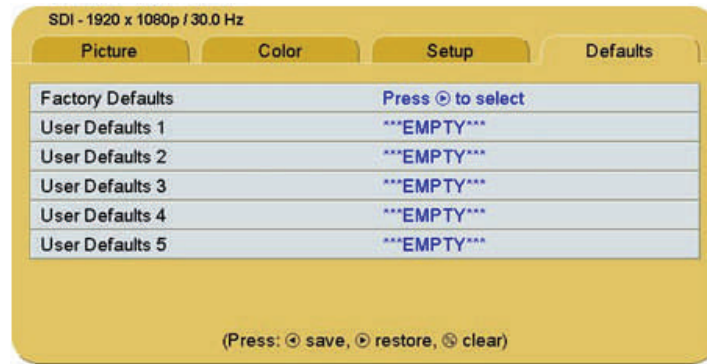 SDI - 1920 x 1080p / 30.0 Hz
Picture Color Setup Defaults
Factory Defaults Press ⊙ to select
User Defaults 1 ***EMPTY***
User Defaults 2 ***EMPTY***
User Defaults 3 ***EMPTY***
User Defaults 4 ***EMPTY***
User Defaults 5 ***EMPTY***
(Press: ⊙ save, ⊙ restore, ⊗ clear)